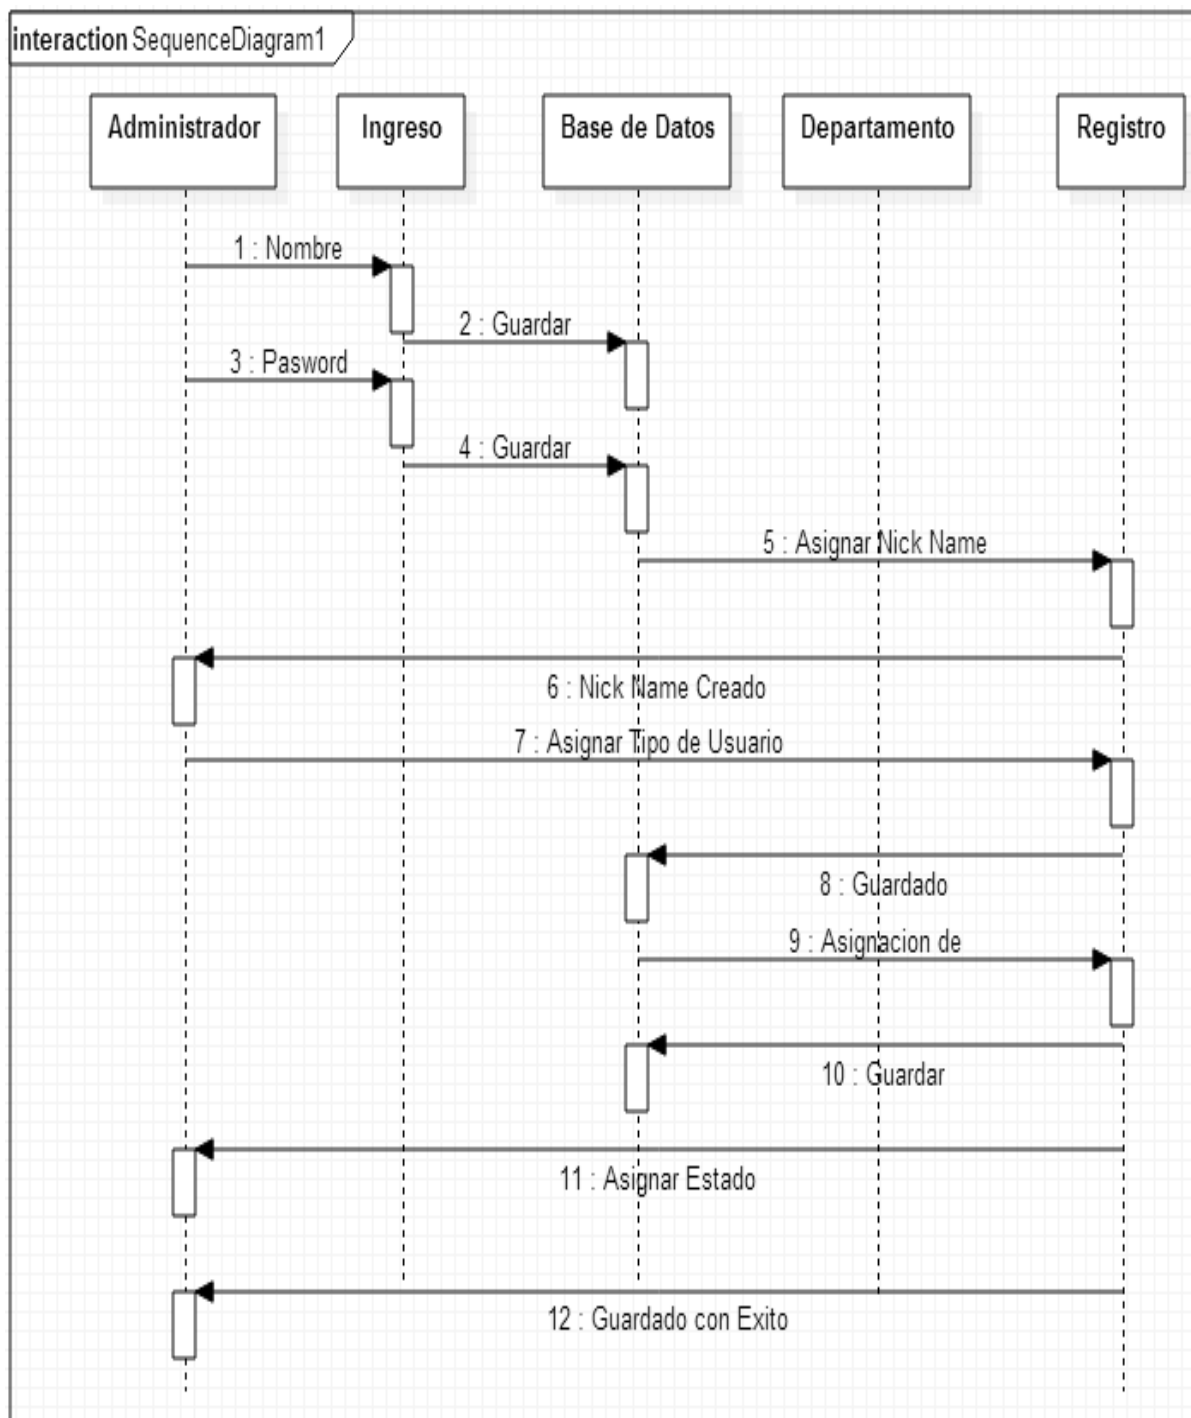 interaction SequenceDiagram1
Administrador
Ingreso
Base de Datos
Departamento
Registro
1 : Nombre
2 : Guardar
3 : Pasword
4 : Guardar
5 : Asignar Nick Name
6 : Nick Name Creado
7 : Asignar Tipo de Usuario
8 : Guardado
9 : Asignacion de
10 : Guardar
11 : Asignar Estado
12 : Guardado con Exito